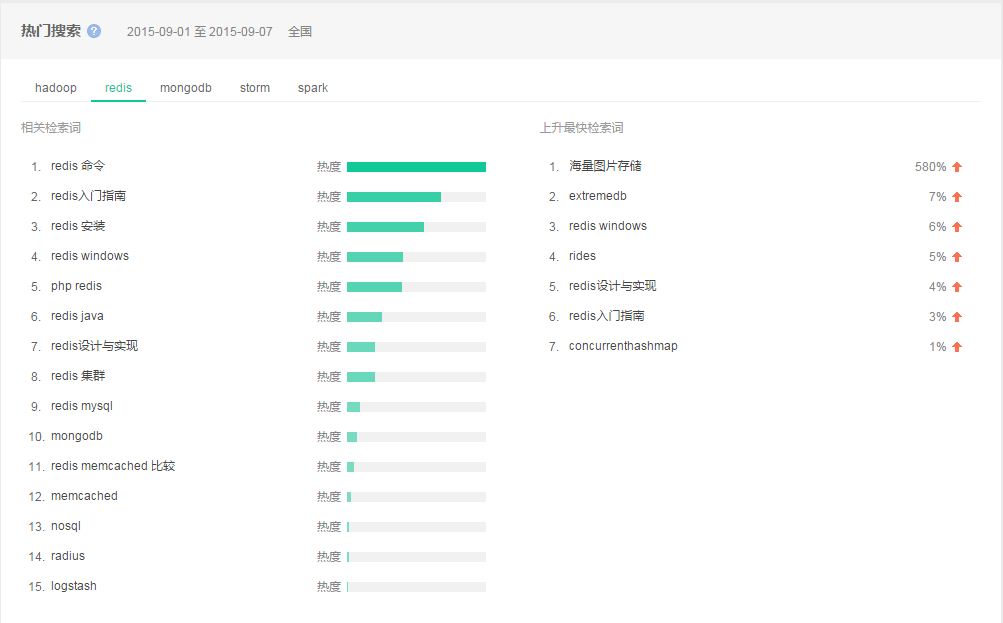 热门搜索 ? 2015-09-01 至 2015-09-07 全国
hadoop redis mongodb storm spark
相关检索词
1. redis 命令 热度
2. redis入门指南 热度
3. redis 安装 热度
4. redis windows 热度
5. php redis 热度
6. redis java 热度
7. redis设计与实现 热度
8. redis 集群 热度
9. redis mysql 热度
10. mongodb 热度
11. redis memcached 比较 热度
12. memcached 热度
13. nosql 热度
14. radius 热度
15. logstash 热度
上升最快检索词
1. 海量图片存储 580%
2. extremedb 7%
3. redis windows 6%
4. rides 5%
5. redis设计与实现 4%
6. redis入门指南 3%
7. concurrenthashmap 1%